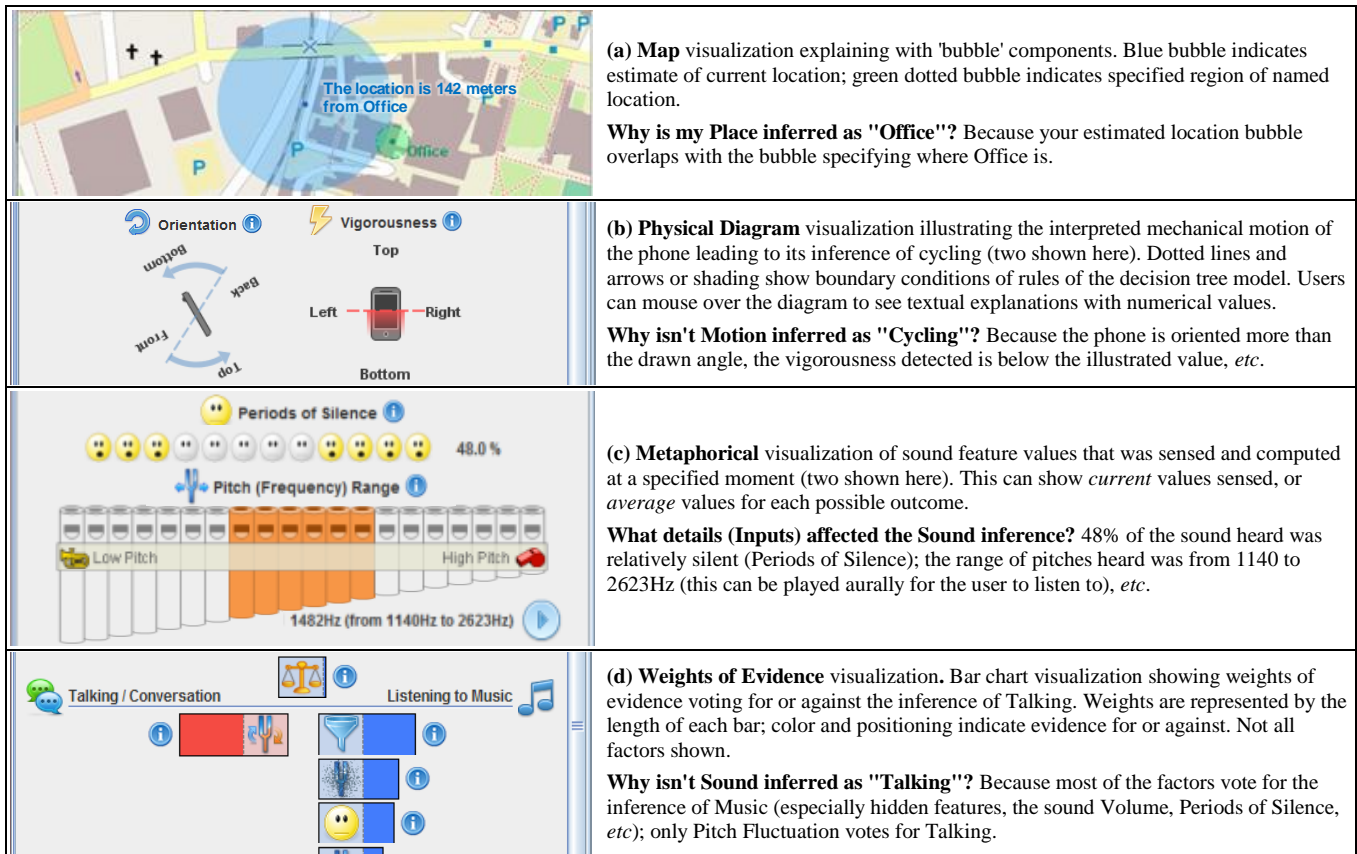 P
P P
The location is 142 meters
from Office
P
P
Office
P
(a) Map visualization explaining with 'bubble' components. Blue bubble indicates
estimate of current location; green dotted bubble indicates specified region of named
location.
Why is my Place inferred as "Office"? Because your estimated location bubble
overlaps with the bubble specifying where Office is.
Orientation
Vigorousness
Bottom
Back
Front
Top
Top
Left
Right
Bottom
(b) Physical Diagram visualization illustrating the interpreted mechanical motion of
the phone leading to its inference of cycling (two shown here). Dotted lines and
arrows or shading show boundary conditions of rules of the decision tree model. Users
can mouse over the diagram to see textual explanations with numerical values.
Why isn't Motion inferred as "Cycling"? Because the phone is oriented more than
the drawn angle, the vigorousness detected is below the illustrated value, etc.
Periods of Silence
48.0 %
Pitch (Frequency) Range
Low Pitch
High Pitch
1482Hz (from 1140Hz to 2623Hz)
(c) Metaphorical visualization of sound feature values that was sensed and computed
at a specified moment (two shown here). This can show current values sensed, or
average values for each possible outcome.
What details (Inputs) affected the Sound inference? 48% of the sound heard was
relatively silent (Periods of Silence); the range of pitches heard was from 1140 to
2623Hz (this can be played aurally for the user to listen to), etc.
Talking / Conversation
Listening to Music
(d) Weights of Evidence visualization. Bar chart visualization showing weights of
evidence voting for or against the inference of Talking. Weights are represented by the
length of each bar; color and positioning indicate evidence for or against. Not all
factors shown.
Why isn't Sound inferred as "Talking"? Because most of the factors vote for the
inference of Music (especially hidden features, the sound Volume, Periods of Silence,
etc); only Pitch Fluctuation votes for Talking.